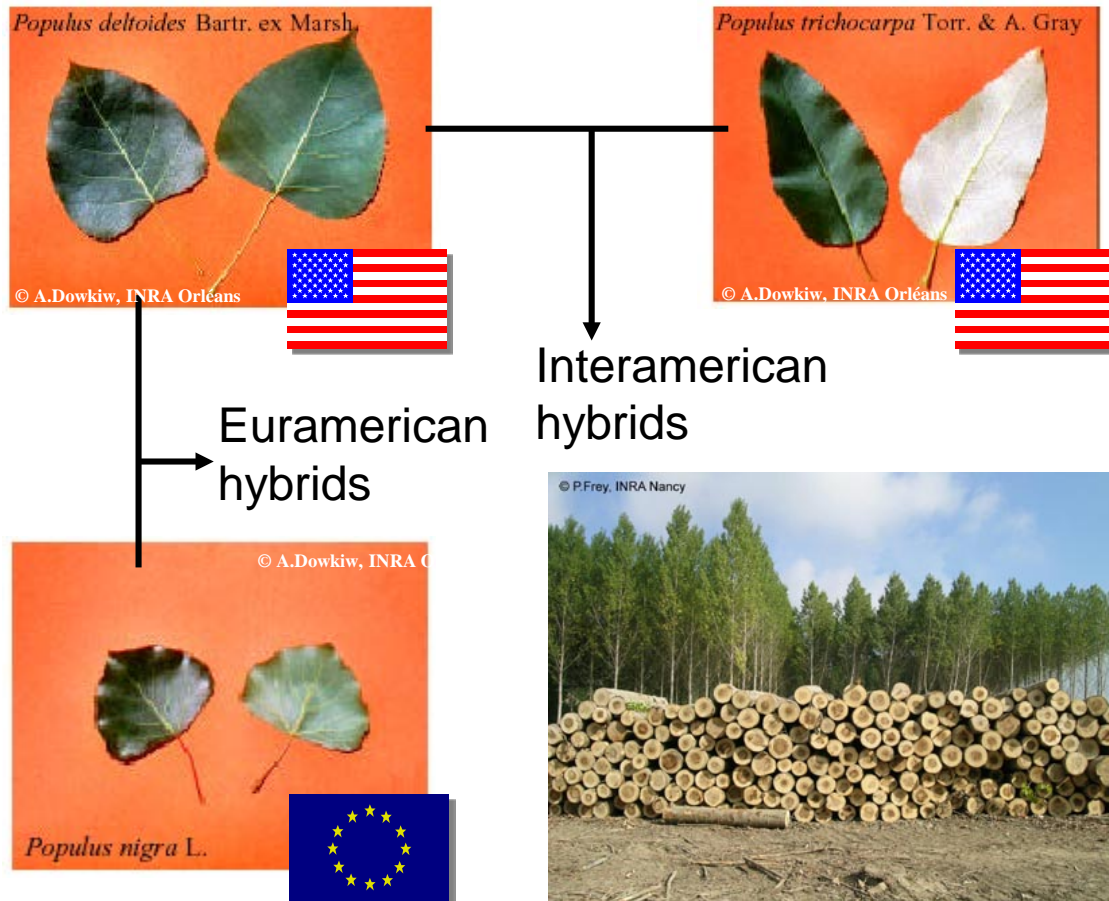 Populus deltoides Bartr. ex Marsh.
Populus trichocarpa Torr. & A. Gray
© A.Dowkiw, INRA Orléans
© A.Dowkiw, INRA Orléans
Interamerican
hybrids
Euramerican
hybrids
© P.Frey, INRA Nancy
© A.Dowkiw, INRA
Populus nigra L.